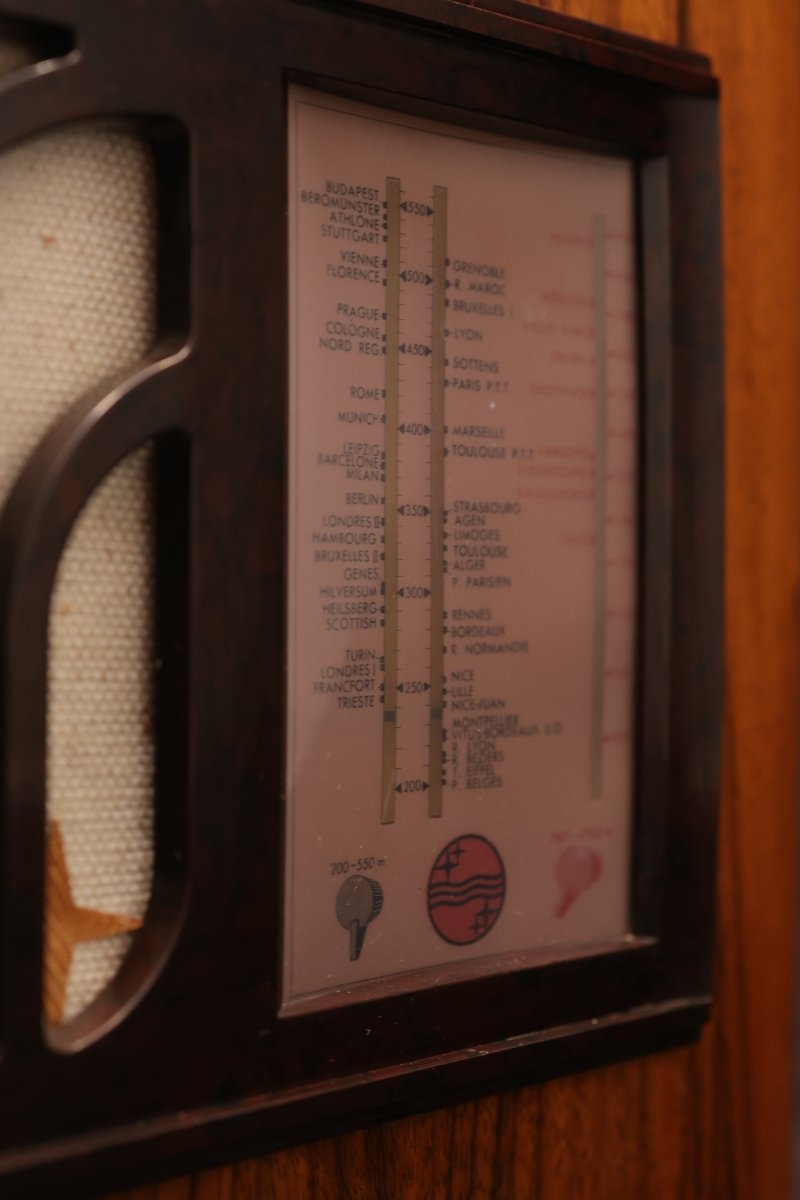 BUDAPEST
BEROMÜNSTER
ATHLONE
STUTTGART
VIENNE
FLORENCE
PRAGUE
COLOGNE
NORD REG.
ROME
MUNICH
LEIPZIG
BARCELONE
MILAN
BERLIN
LONDRES II
HAMBOURG
BRUXELLES II
GENES
HILVERSUM
HEILSBERG
SCOTTISH
TURIN
LONDRES I
FRANCFORT
TRIESTE
550
500
450
400
350
300
250
200
GRENOBLE
R. MAROC
BRUXELLES I
LYON
SOTTENS
PARIS P.T.T.
MARSEILLE
TOULOUSE P.T.T.
STRASBOURG
AGEN
LIMOGES
TOULOUSE
ALGER
P. PARISIEN
RENNES
BORDEAUX
R. NORMANDIE
NICE
LILLE
NICE-JUAN
MONTPELLIER
VITUS-BORDEAUX S.O.
R. LYON
R. BEZIERS
T. EIFFEL
P. BELGES
200-550 m